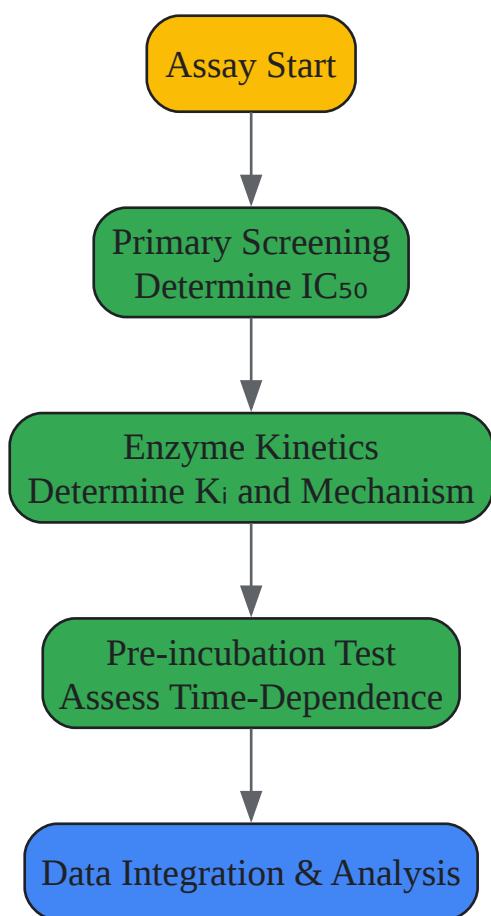 Assay Start
Primary Screening
Determine IC₅₀
Enzyme Kinetics
Determine Kᵢ and Mechanism
Pre-incubation Test
Assess Time-Dependence
Data Integration & Analysis